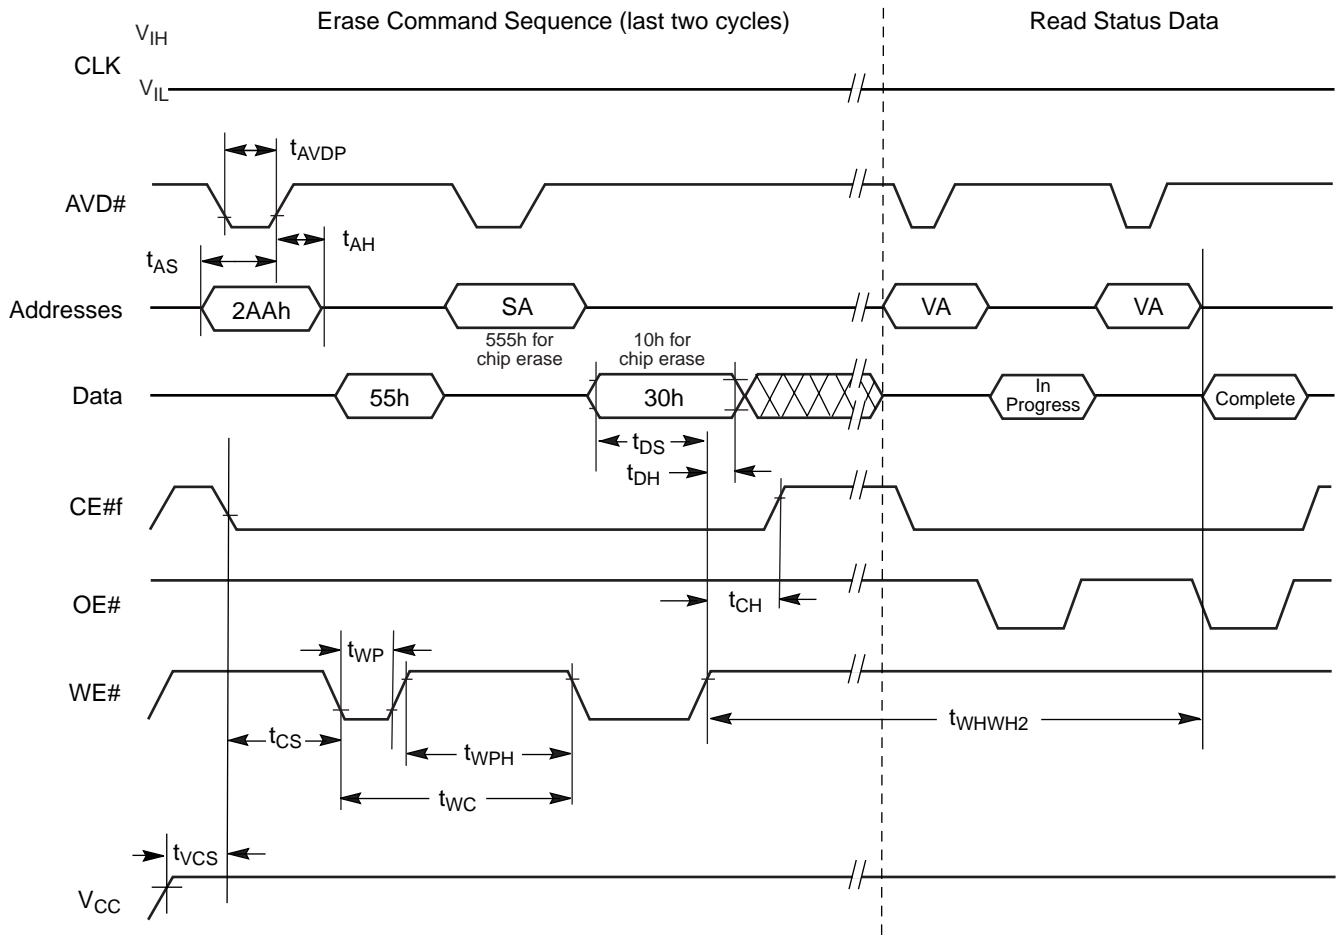 Erase Command Sequence (last two cycles)
Read Status Data
VIH
CLK
VIL
tAVDP
AVD#
tAH
tAS
Addresses
2AAh
SA
VA
VA
555h for
chip erase
10h for
chip erase
Data
55h
30h
In
Progress
Complete
tDS
tDH
CE#f
OE#
tCH
tWP
WE#
tWHWH2
tCS
tWPH
tWC
tVCS
VCC